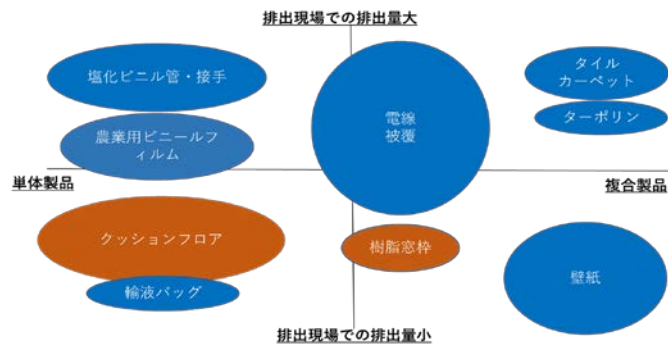 排出現場での排出量大
塩化ビニル管・接手
農業用ビニールフ
ィルム
電線
被覆
タイル
カーペット
ターポリン
単体製品
複合製品
クッションフロア
輸液バッグ
樹脂窓枠
壁紙
排出現場での排出量小